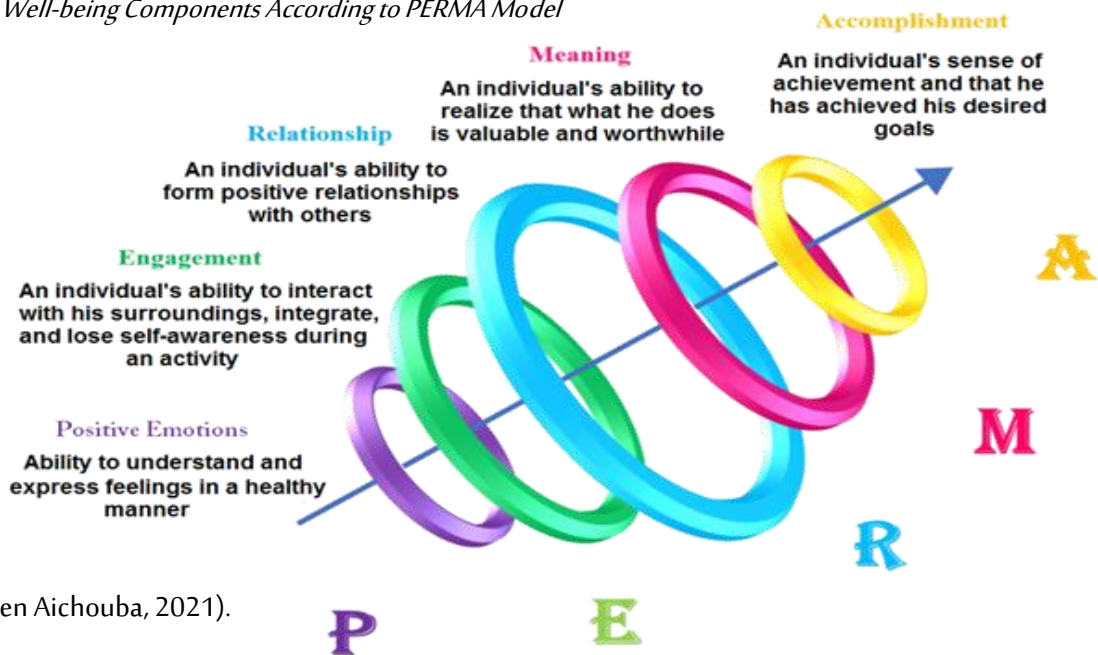 Well-being Components According to PERMA Model
Accomplishment
An individual's sense of
achievement and that he
has achieved his desired
goals
Meaning
An individual's ability to
realize that what he does
is valuable and worthwhile
Relationship
An individual's ability to
form positive relationships
with others
Engagement
An individual's ability to interact
with his surroundings, integrate,
and lose self-awareness during
an activity
Positive Emotions
Ability to understand and
express feelings in a healthy
manner
A
M
R
E
P
en Aichouba, 2021).